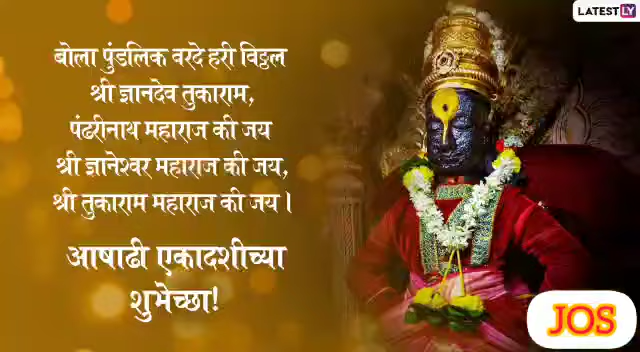 LATESTLY
बोला पुंडलिक वरदे हरी विठ्ठल
श्री ज्ञानदेव तुकाराम,
पंढरीनाथ महाराज की जय
श्री ज्ञानेश्वर महाराज की जय,
श्री तुकाराम महाराज की जय।
आषाढी एकादशीच्या
शुभेच्छा!
JOS